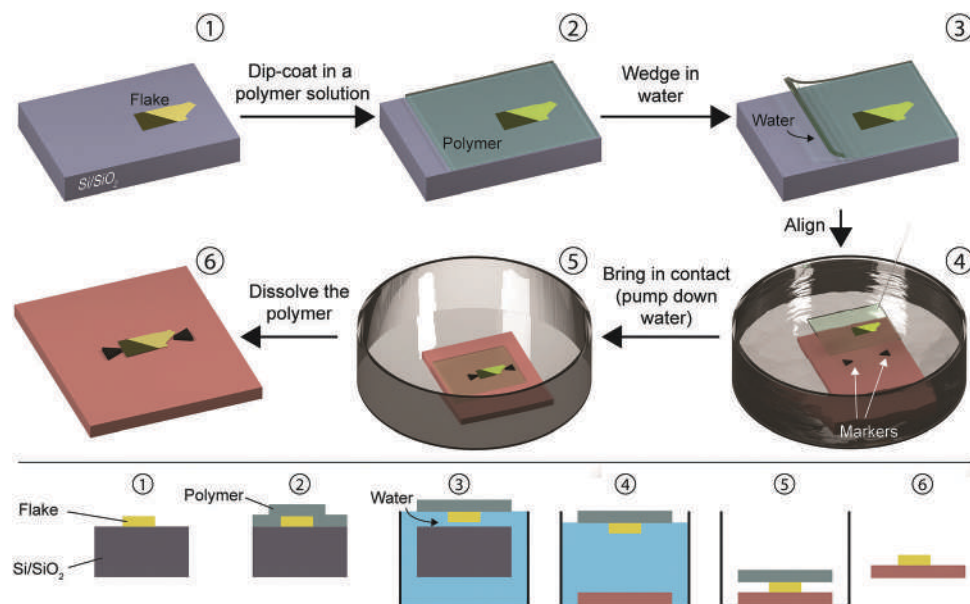 ①
②
③
Dip-coat in a
polymer solution
Wedge in
water
Flake
Si/SiO₂
Polymer
Water
Align
⑥
⑤
④
Dissolve the
polymer
Bring in contact
(pump down
water)
Markers
①
②
③
④
⑤
⑥
Flake
Polymer
Water
Si/SiO₂